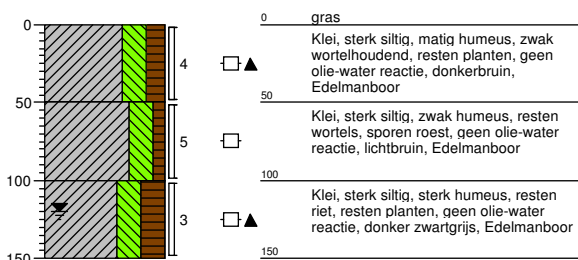 0
0
gras
4
Klei, sterk siltig, matig humeus, zwak
wortelhoudend, resten planten, geen
olie-water reactie, donkerbruin,
Edelmanboor
50
50
5
Klei, sterk siltig, zwak humeus, resten
wortels, sporen roest, geen olie-water
reactie, lichtbruin, Edelmanboor
100
100
3
Klei, sterk siltig, sterk humeus, resten
riet, resten planten, geen olie-water
reactie, donker zwartgrijs, Edelmanboor
150
150